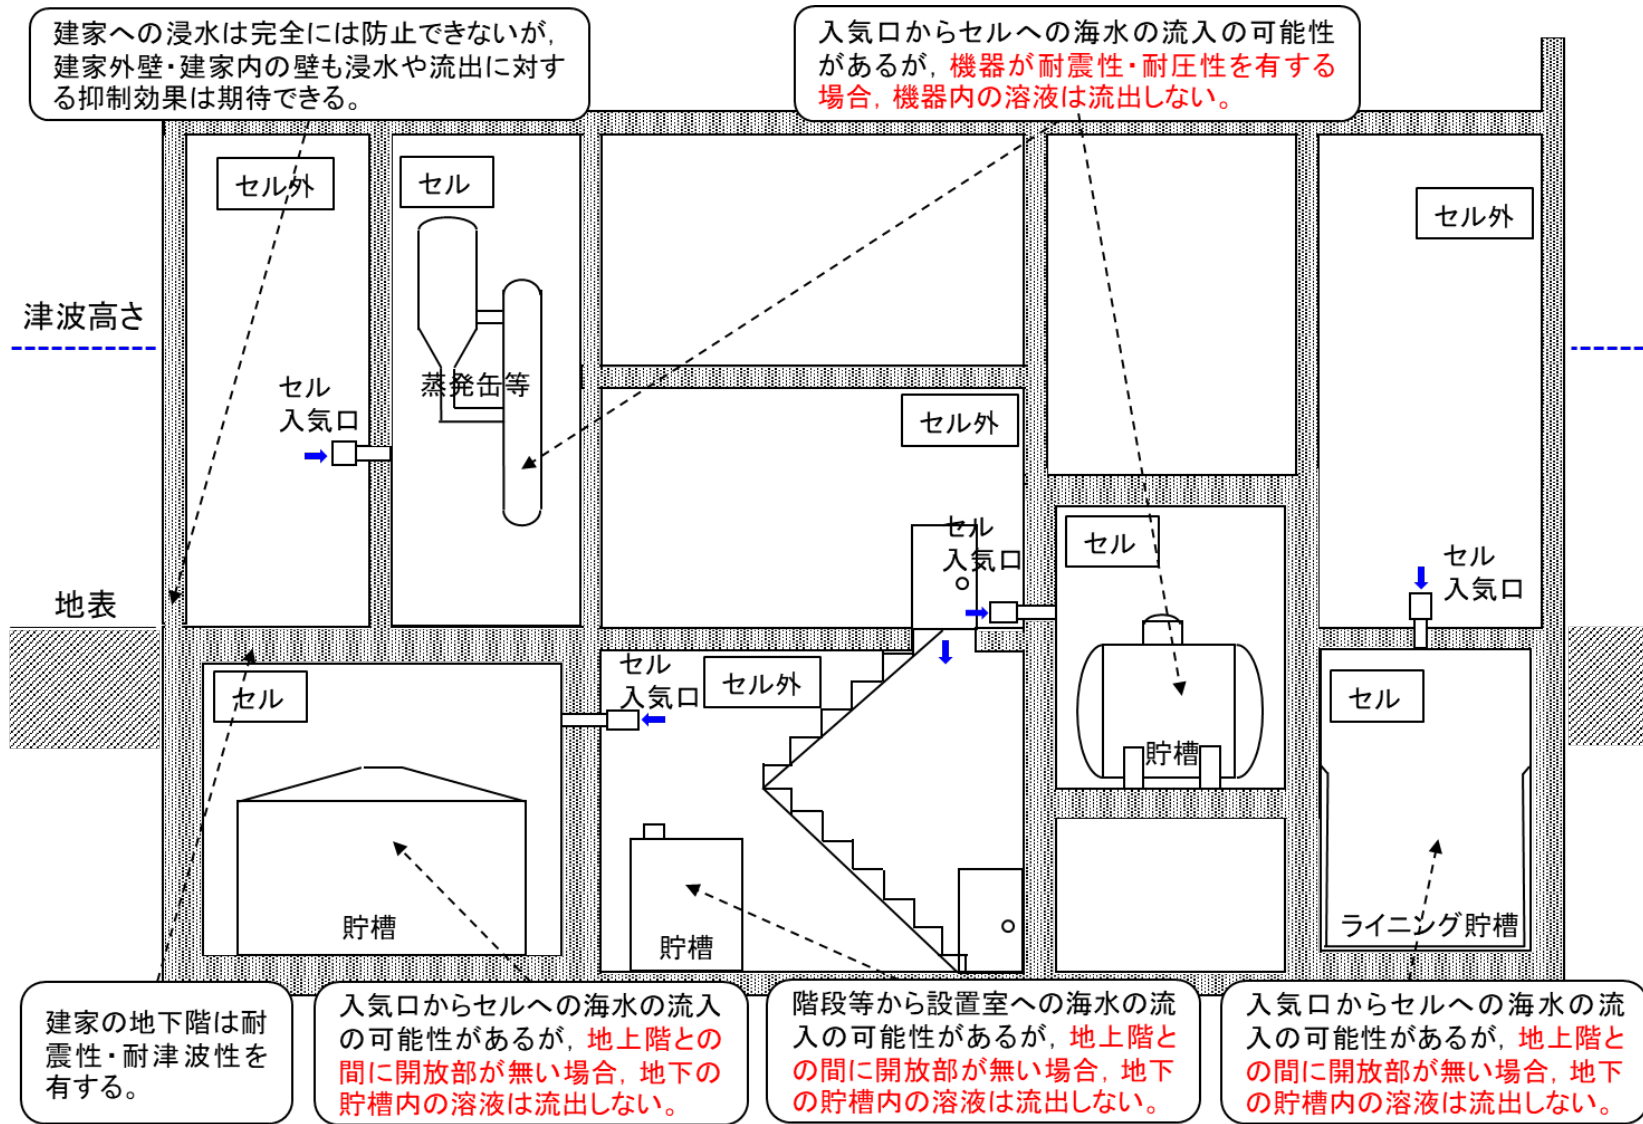 建家への浸水は完全には防止できないが,
建家外壁・建家内の壁も浸水や流出に対す
る抑制効果は期待できる。
入気口からセルへの海水の流入の可能性
があるが, 機器が耐震性・耐圧性を有する
場合, 機器内の溶液は流出しない。
セル外
セル
セル外
津波高さ
セル
入気口
蒸発缶等
セル外
セル
入気口
セル
セル
入気口
地表
セル
セル
入気口
セル外
セル
貯槽
貯槽
貯槽
ライニング貯槽
建家の地下階は耐
震性・耐津波性を
有する。
入気口からセルへの海水の流入
の可能性があるが, 地上階との
間に開放部が無い場合, 地下の
貯槽内の溶液は流出しない。
階段等から設置室への海水の流
入の可能性があるが, 地上階と
の間に開放部が無い場合, 地下
の貯槽内の溶液は流出しない。
入気口からセルへの海水の流
入の可能性があるが, 地上階と
の間に開放部が無い場合, 地下
の貯槽内の溶液は流出しない。